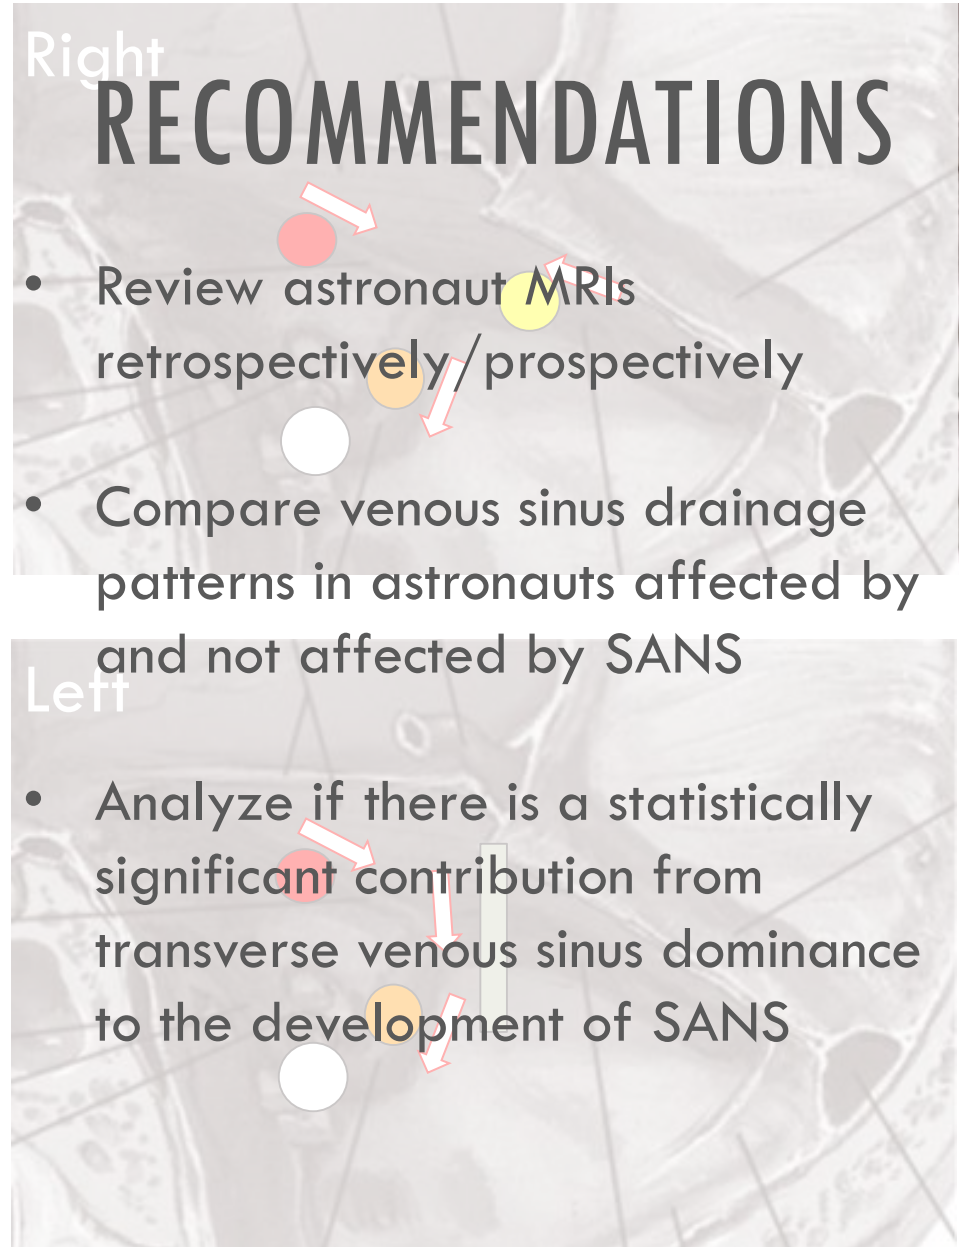 Right
RECOMMENDATIONS
• Review astronaut MRIs
retrospectively/prospectively
• Compare venous sinus drainage
patterns in astronauts affected by
and not affected by SANS
Left
• Analyze if there is a statistically
significant contribution from
transverse venous sinus dominance
to the development of SANS